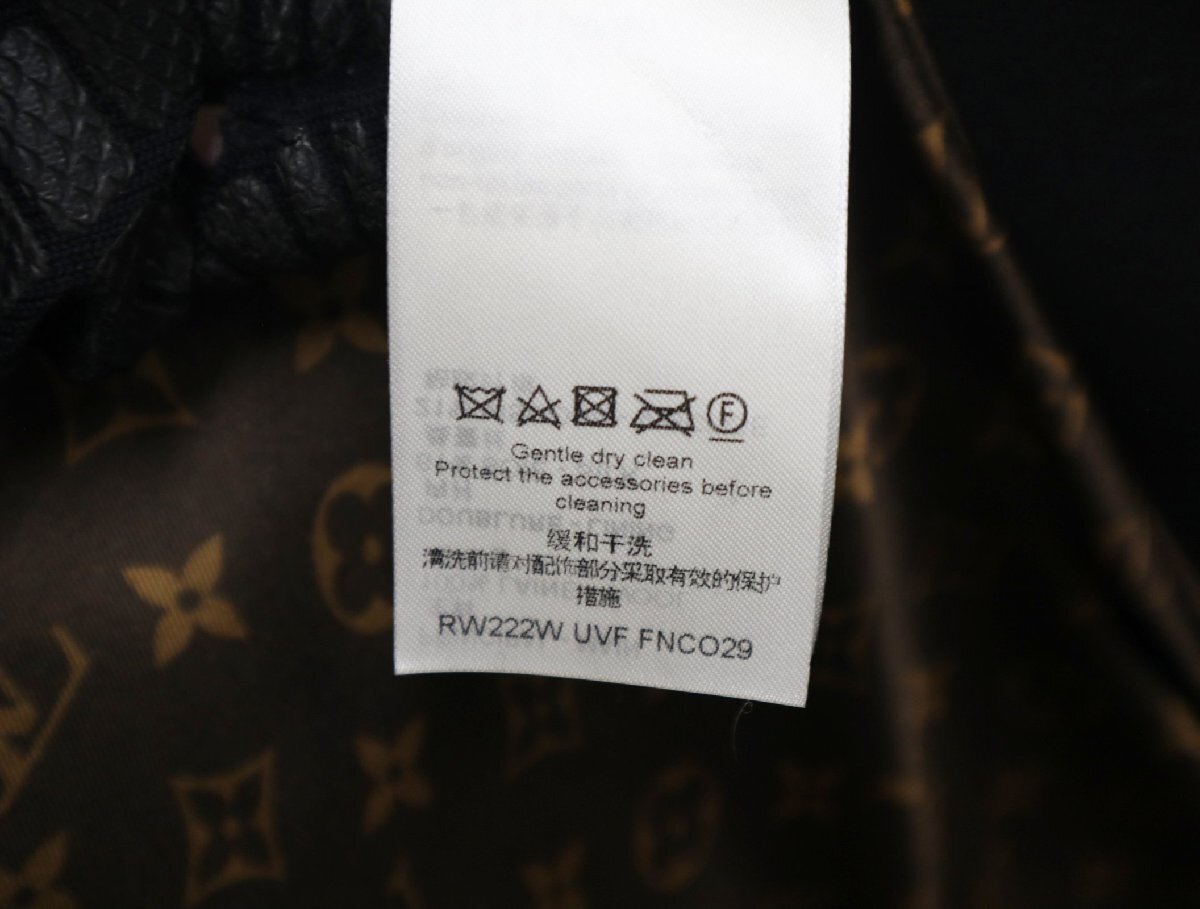 F
Gentle dry clean
Protect the accessories before
cleaning
缓和干洗
清洗前请对配饰部分采取有效的保护
措施
RW222W UVF FNCO29